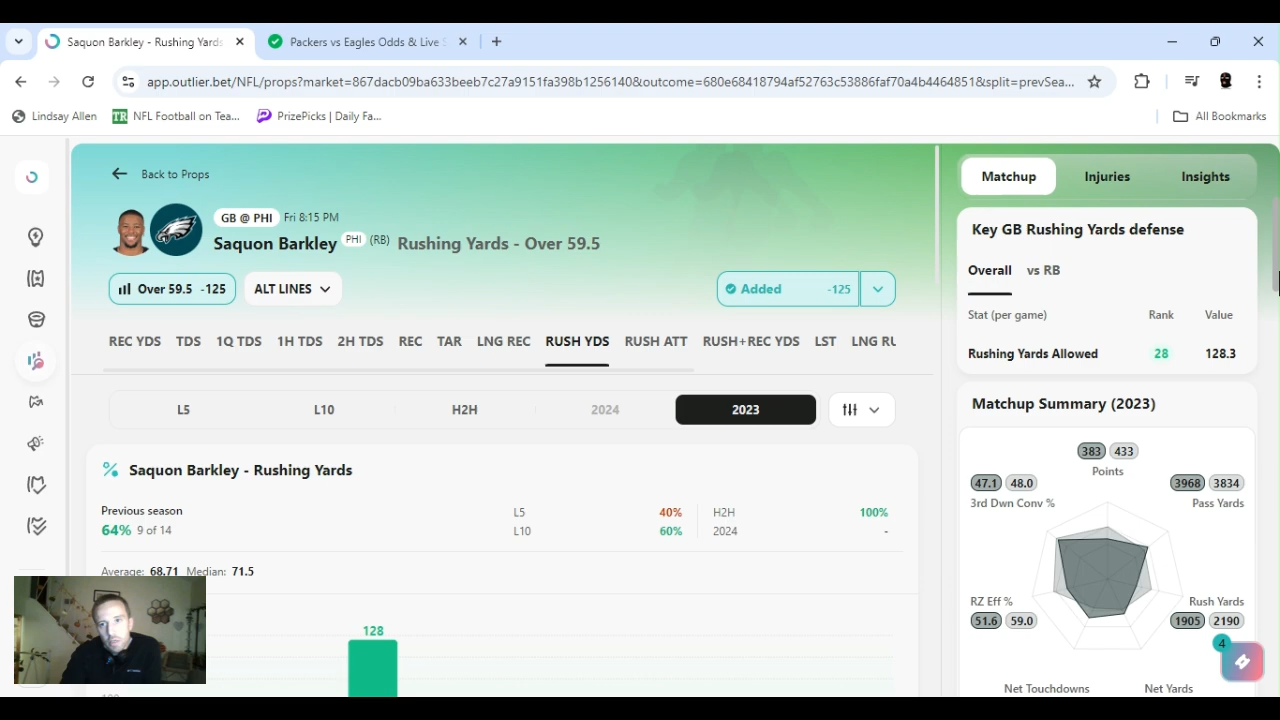 Saquon Barkley - Rushing Yards
Packers vs Eagles Odds & Live
app.outlier.bet/NFL/props?market=867dacb09ba633beeb7c27a9151fa398b1256140&outcome=680e68418794af52763c53886faf70a4b4464851&split=prevSea...
Lindsay Allen
NFL Football on Tea...
PrizePicks | Daily Fa...
All Bookmarks
Back to Props
GB @ PHI Fri 8:15 PM
Saquon Barkley PHI (RB) Rushing Yards - Over 59.5
Over 59.5 -125 ALT LINES
Added -125
REC YDS TDS 1Q TDS 1H TDS 2H TDS REC TAR LNG REC RUSH YDS RUSH ATT RUSH+REC YDS LST LNG RU
L5 L10 H2H 2024 2023
Saquon Barkley - Rushing Yards
Previous season
64% 9 of 14
L5 40% H2H 100%
L10 60% 2024 -
Average: 68.71 Median: 71.5
128
Matchup Injuries Insights
Key GB Rushing Yards defense
Overall vs RB
Stat (per game) Rank Value
Rushing Yards Allowed 28 128.3
Matchup Summary (2023)
383 433
Points
47.1 48.0
3rd Dwn Conv %
3968 3834
Pass Yards
RZ Eff %
51.6 59.0
Rush Yards
1905 2190
4
Net Touchdowns Net Yards